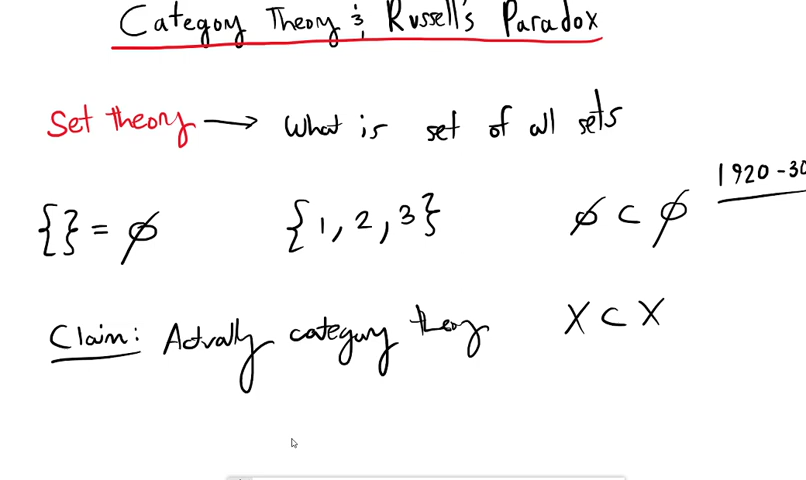 Category Theory & Russell's Paradox
Set theory → What is set of all sets
1920-30
{} = ∅ {1, 2, 3} ∅ ⊂ ∅
Claim: Actually category theory X ⊂ X